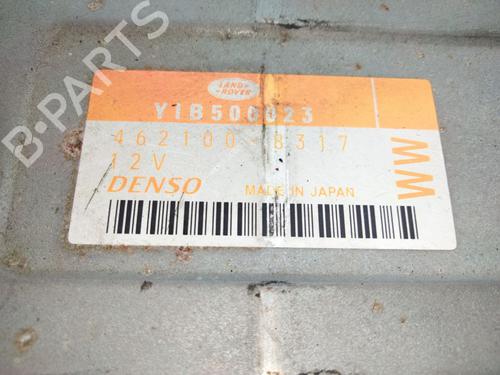 B-PARTS
LAND-
ROVER
YIB500023
462100-8317
12V
DENSO
MADE IN JAPAN
WW